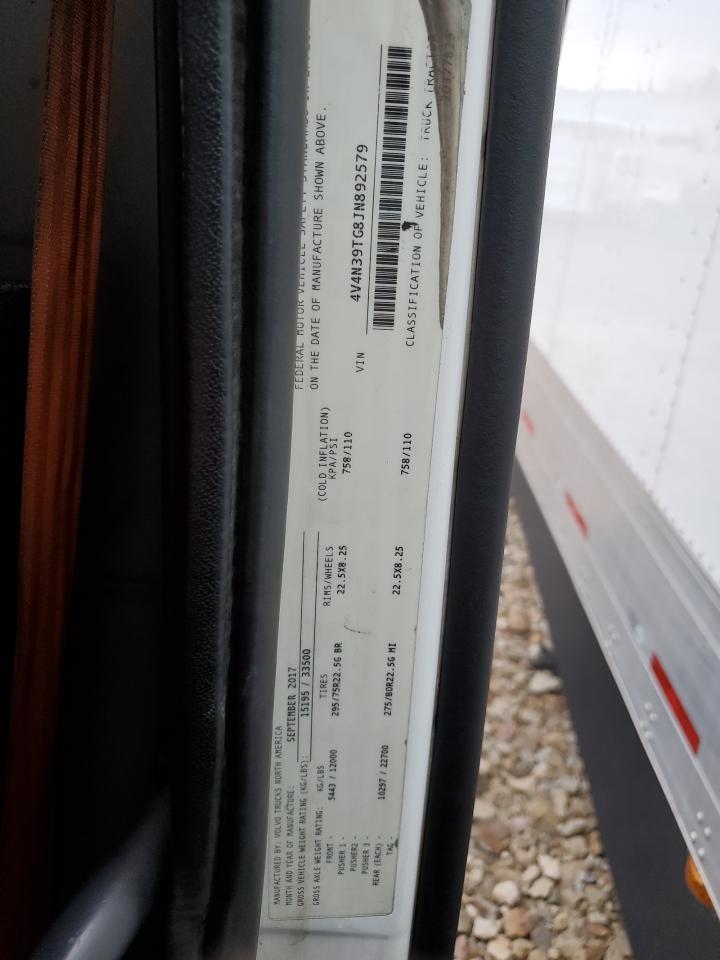 MANUFACTURED BY: VOLVO TRUCKS NORTH AMERICA
MONTH AND YEAR OF MANUFACTURE: SEPTEMBER 2017
GROSS VEHICLE WEIGHT RATING (KG/LBS): 15195 / 33500
GROSS AXLE WEIGHT RATING: KG/LBS TIRES RIMS/WHEELS (COLD INFLATION) KPA/PSI
FRONT - 5443 / 12000 295/75R22.5G BR 22.5X8.25 758/110
PUSHER 1 -
PUSHER2 -
PUSHER 3 -
REAR (EACH) - 10297 / 22700 275/80R22.5G MI 22.5X8.25 758/110
TAG -
FEDERAL MOTOR VEHICLE SAFETY
ON THE DATE OF MANUFACTURE SHOWN ABOVE.
VIN 4V4N39TG8JN892579
CLASSIFICATION OF VEHICLE: TRUCK TRACTOR